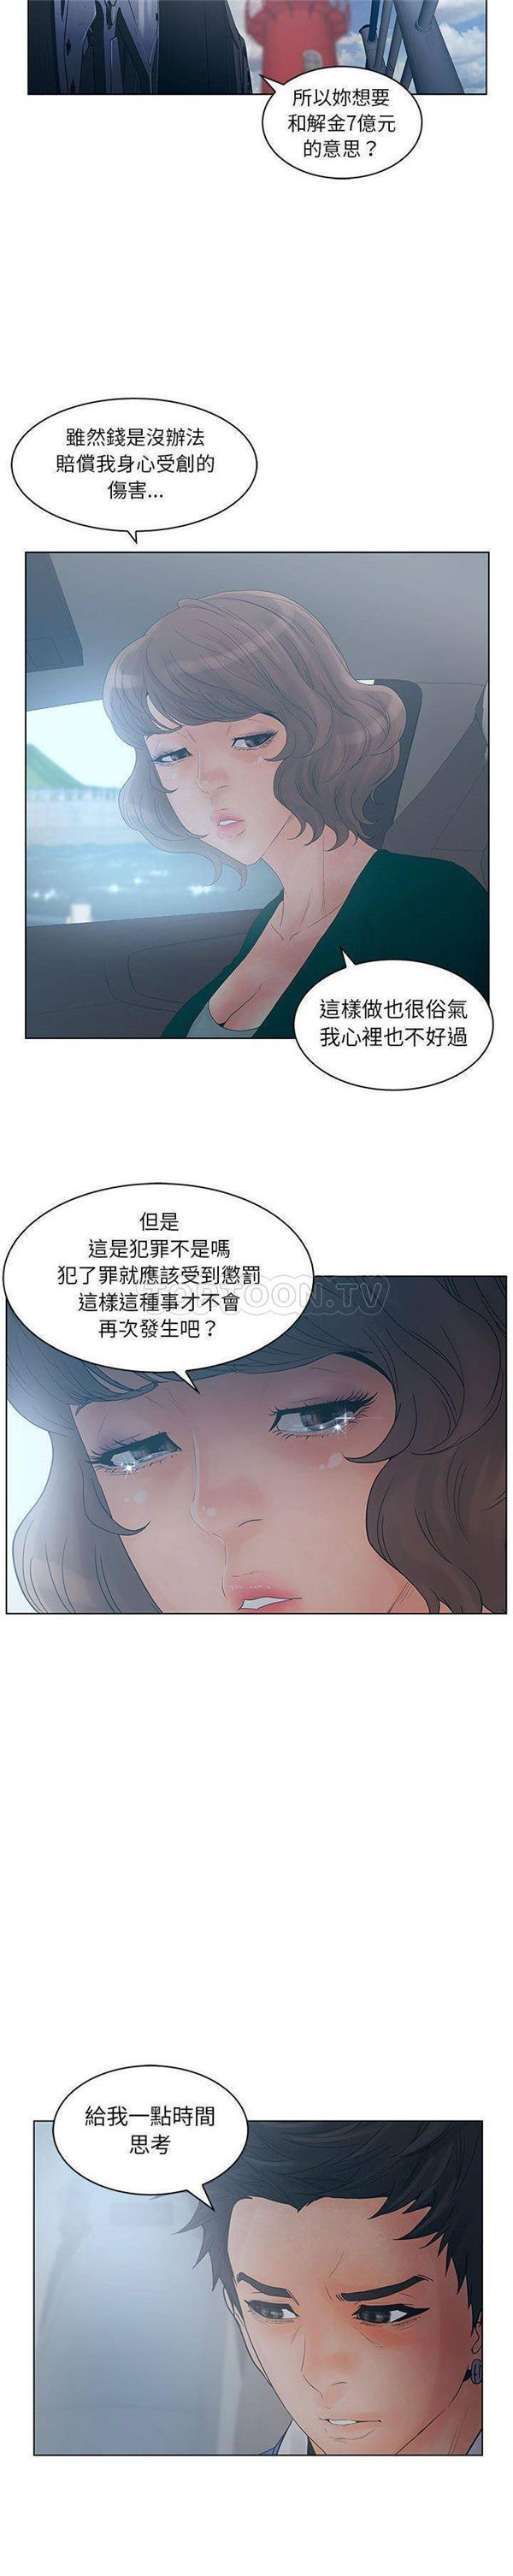 所以妳想要
和解金7億元
的意思？
雖然錢是沒辦法
賠償我身心受創的
傷害...
這樣做也很俗氣
我心裡也不好過
但是
這是犯罪不是嗎
犯了罪就應該受到懲罰
這樣這種事才不會
再次發生吧？
TOPTOON.TV
給我一點時間
思考